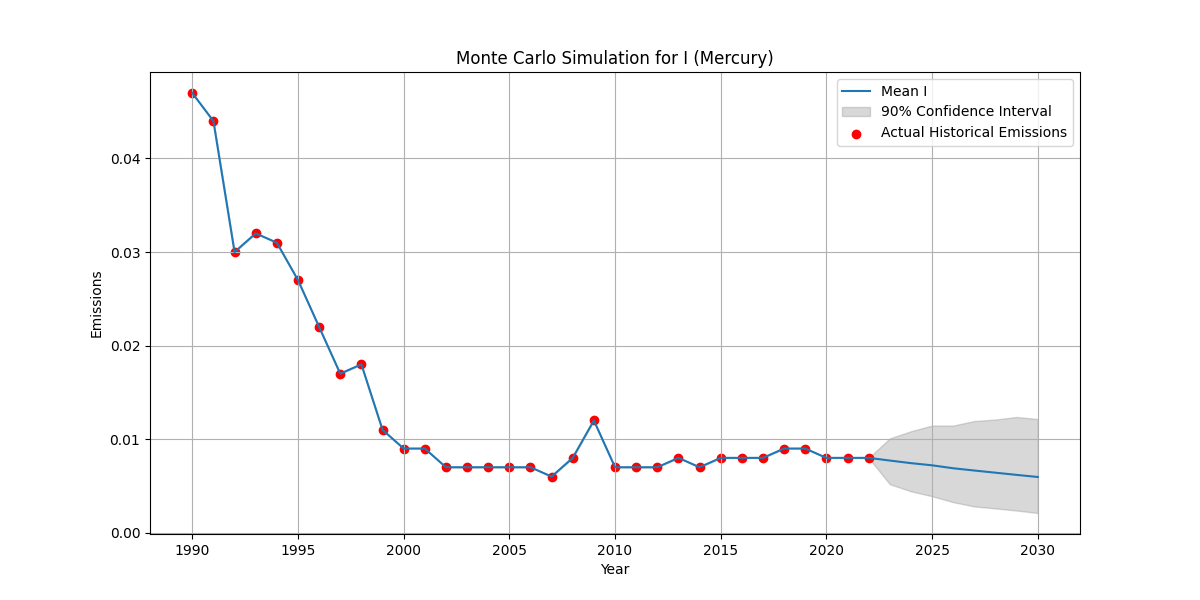 Monte Carlo Simulation for I (Mercury)
Mean I
90% Confidence Interval
Actual Historical Emissions
Emissions
0.04
0.03
0.02
0.01
0.00
1990 1995 2000 2005 2010 2015 2020 2025 2030
Year